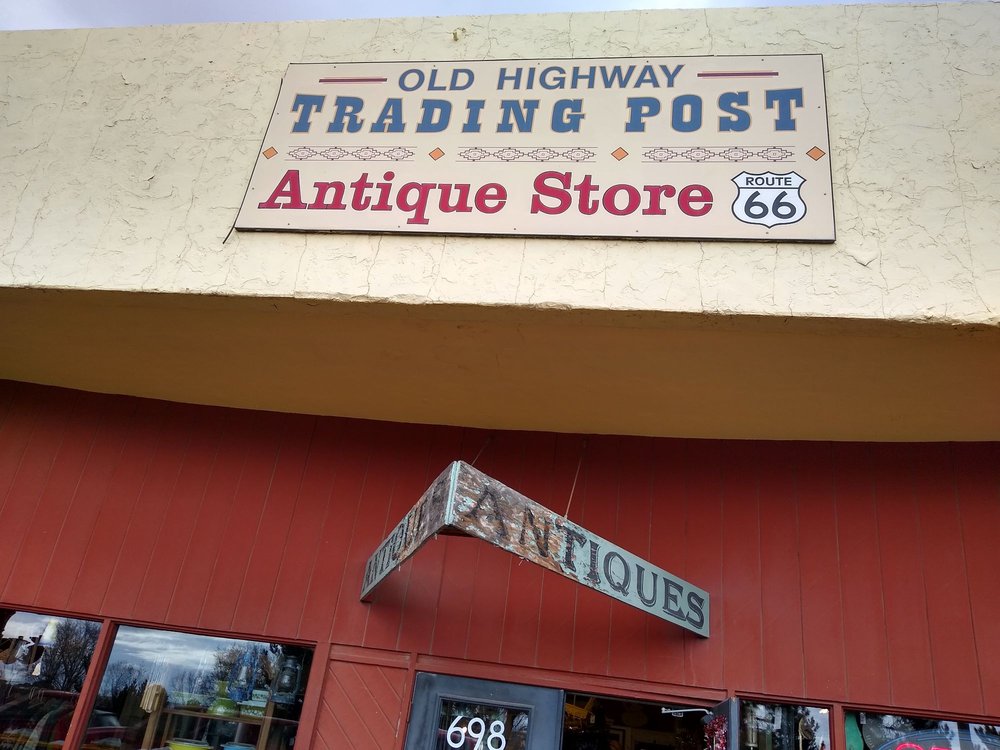 OLD HIGHWAY
TRADING POST
Antique Store
ROUTE
66
ANTIQUES
ANTIQUES
698